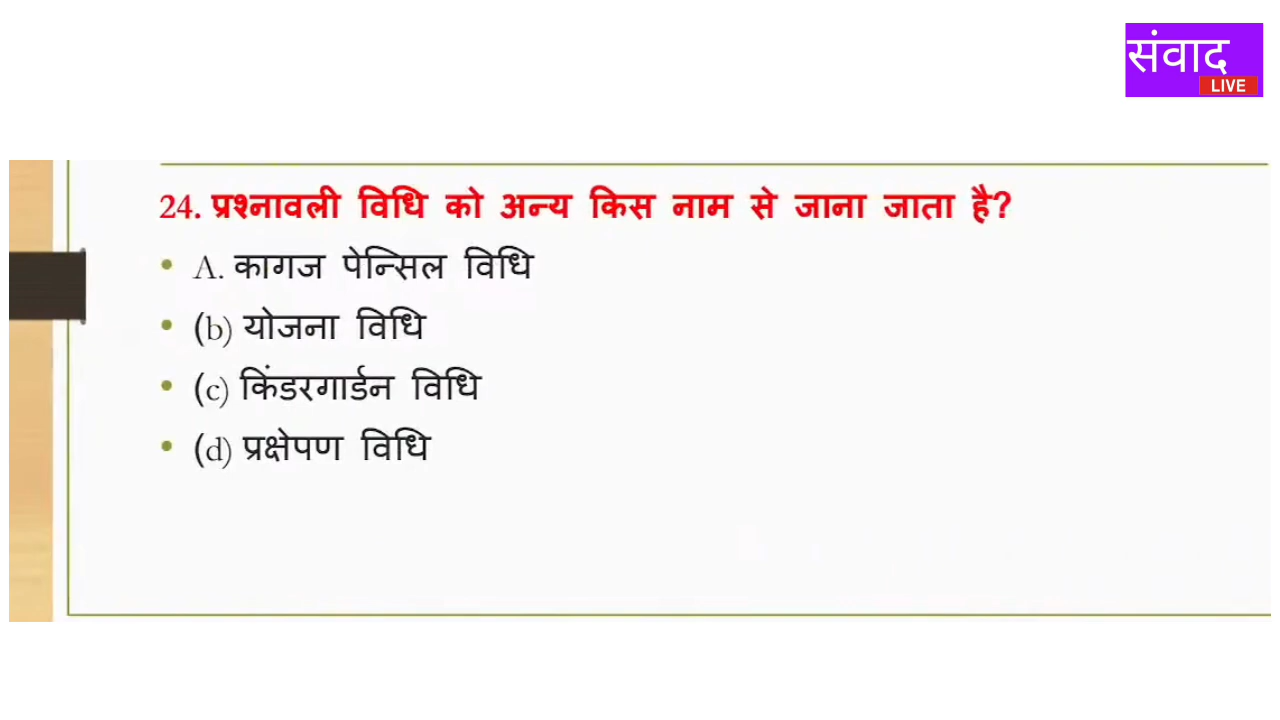 संवाद
LIVE
24. प्रश्नावली विधि को अन्य किस नाम से जाना जाता है?
• A. कागज पेन्सिल विधि
• (b) योजना विधि
• (c) किंडरगार्डन विधि
• (d) प्रक्षेपण विधि